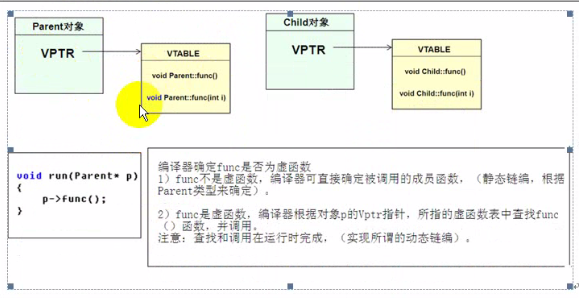 Parent对象
VPTR
VTABLE
void Parent::func()
void Parent::func(int i)
Child对象
VPTR
VTABLE
void Child::func()
void Child::func(int i)
void run(Parent* p)
{
p->func();
}
编译器确定func是否为虚函数
1）func不是虚函数，编译器可直接确定被调用的成员函数，（静态链编，根据
Parent类型来确定）。
2）func是虚函数，编译器根据对象p的Vptr指针，所指的虚函数表中查找func
（）函数，并调用。
注意：查找和调用在运行时完成，（实现所谓的动态链编）。